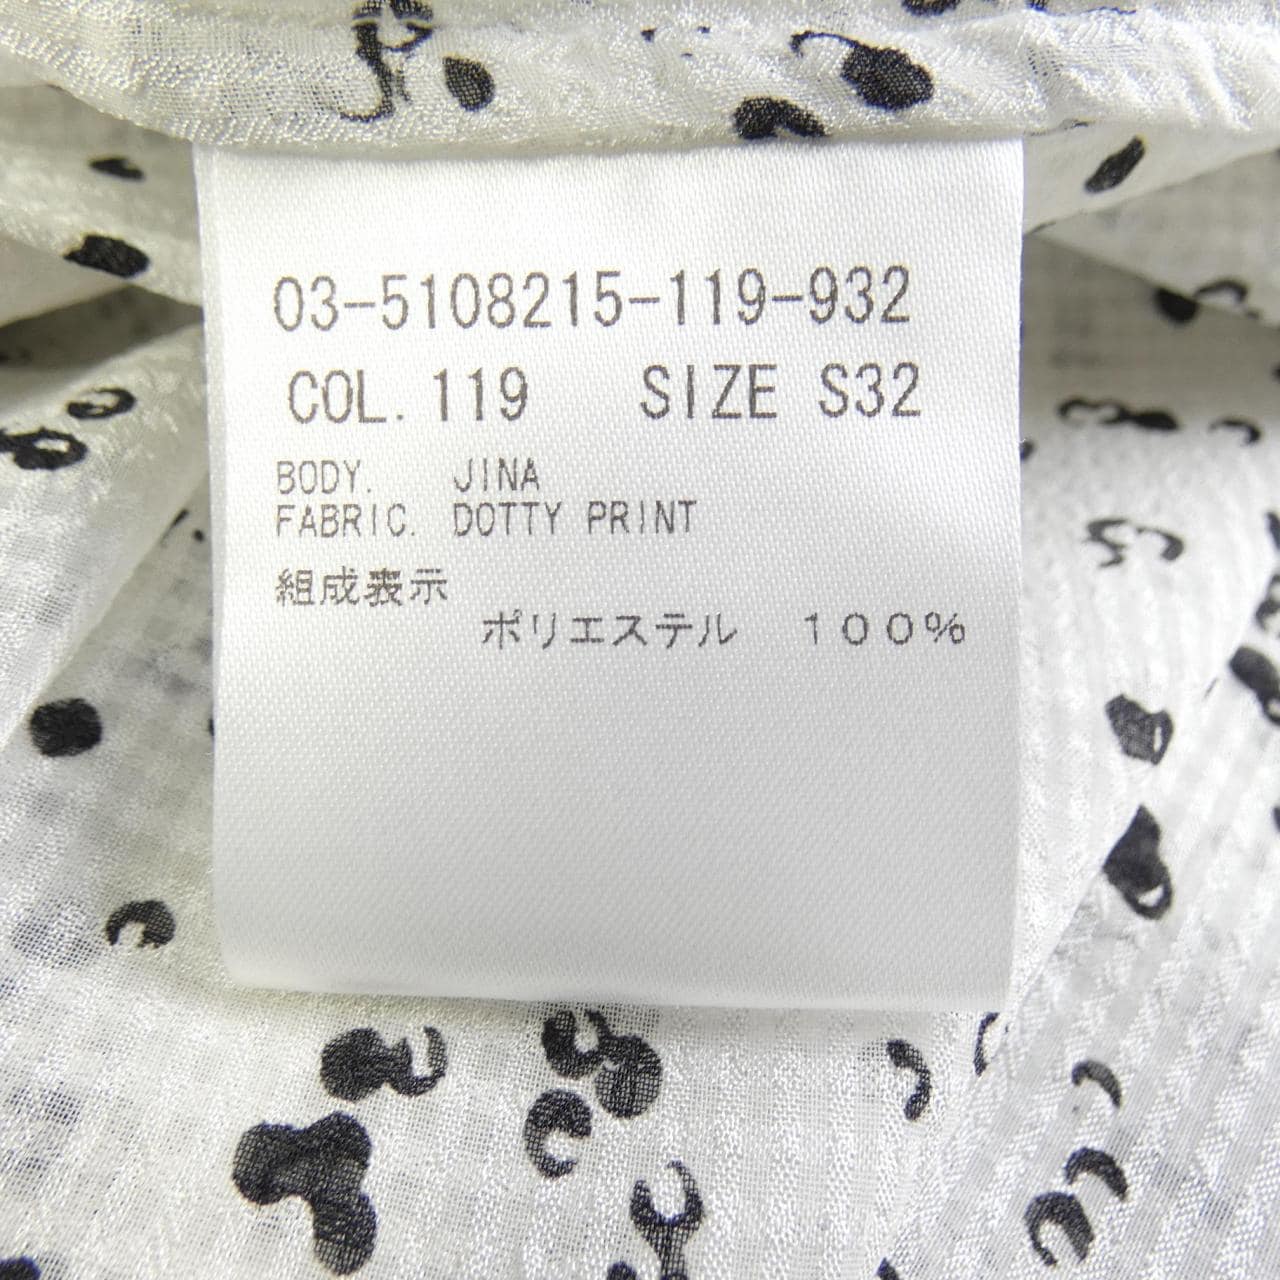 03-5108215-119-932
COL. 119 SIZE S32
BODY. JINA
FABRIC. DOTTY PRINT
組成表示
ポリエステル １００％